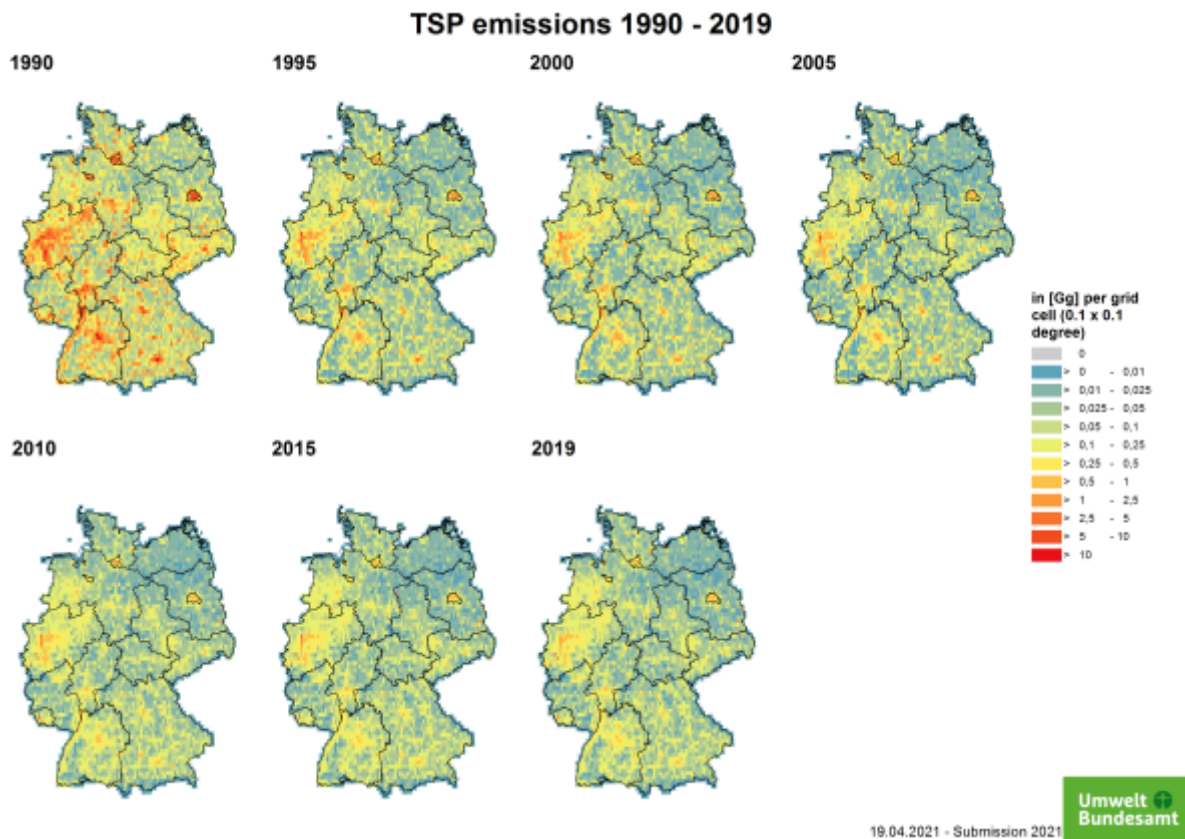 TSP emissions 1990 - 2019
1990
1995
2000
2005
in [Gg] per grid
cell (0.1 x 0.1
degree)
0
> 0 - 0,01
> 0,01 - 0,025
> 0,025 - 0,05
> 0,05 - 0,1
> 0,1 - 0,25
> 0,25 - 0,5
> 0,5 - 1
> 1 - 2,5
> 2,5 - 5
> 5 - 10
> 10
2010
2015
2019
19.04.2021 - Submission 2021
Umwelt
Bundesamt